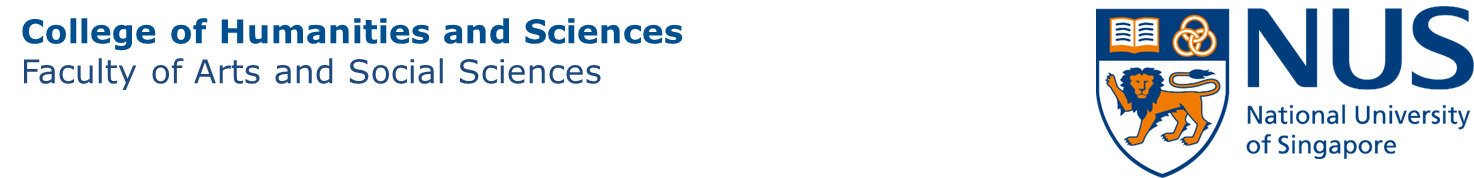 College of Humanities and Sciences
Faculty of Arts and Social Sciences
NUS
National University
of Singapore